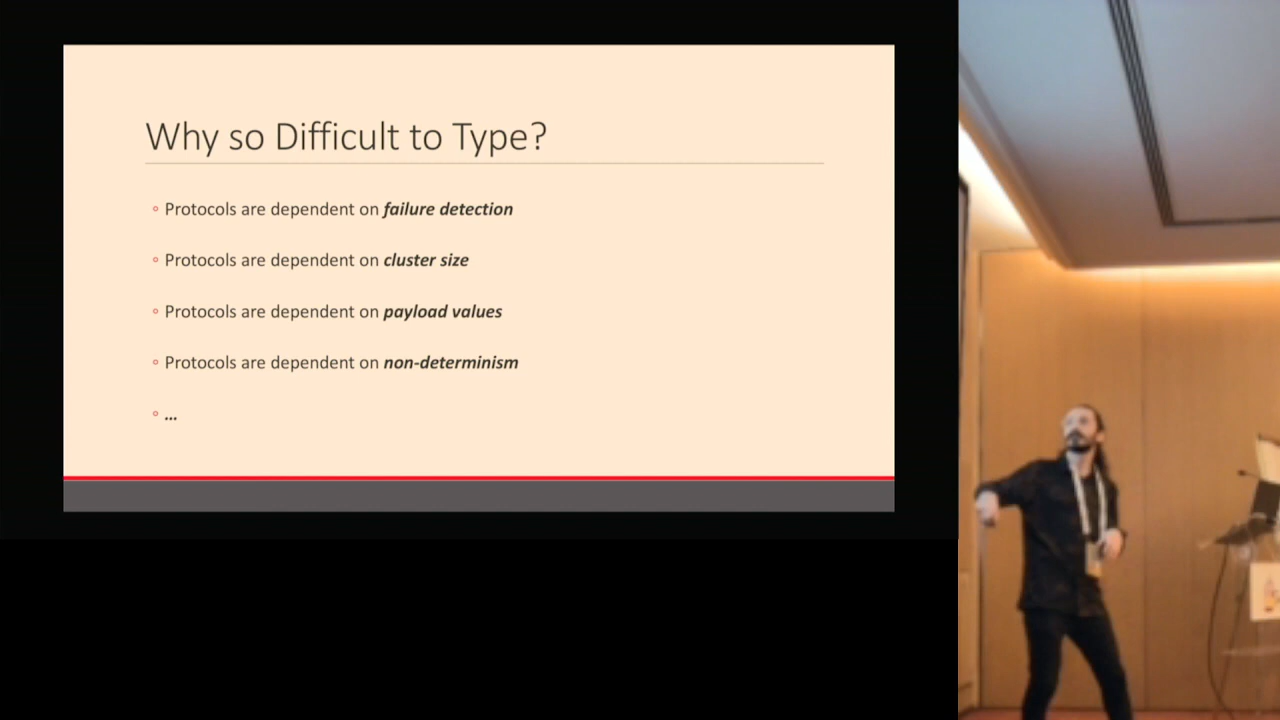 Why so Difficult to Type?
◦ Protocols are dependent on failure detection
◦ Protocols are dependent on cluster size
◦ Protocols are dependent on payload values
◦ Protocols are dependent on non-determinism
◦ ...